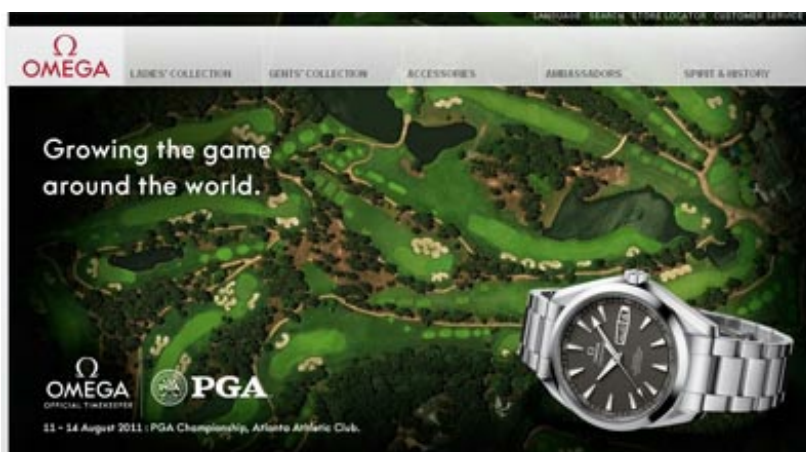 LANGUAGE SEARCH STORE LOCATOR CUSTOMER SERVICE
Ω
OMEGA
LADIES' COLLECTION GENTS' COLLECTION ACCESSORIES AMBASSADORS SPIRIT & HISTORY
Growing the game
around the world.
Ω
OMEGA PGA
OFFICIAL TIMEKEEPER
11 - 14 August 2011 : PGA Championship, Atlanta Athletic Club.